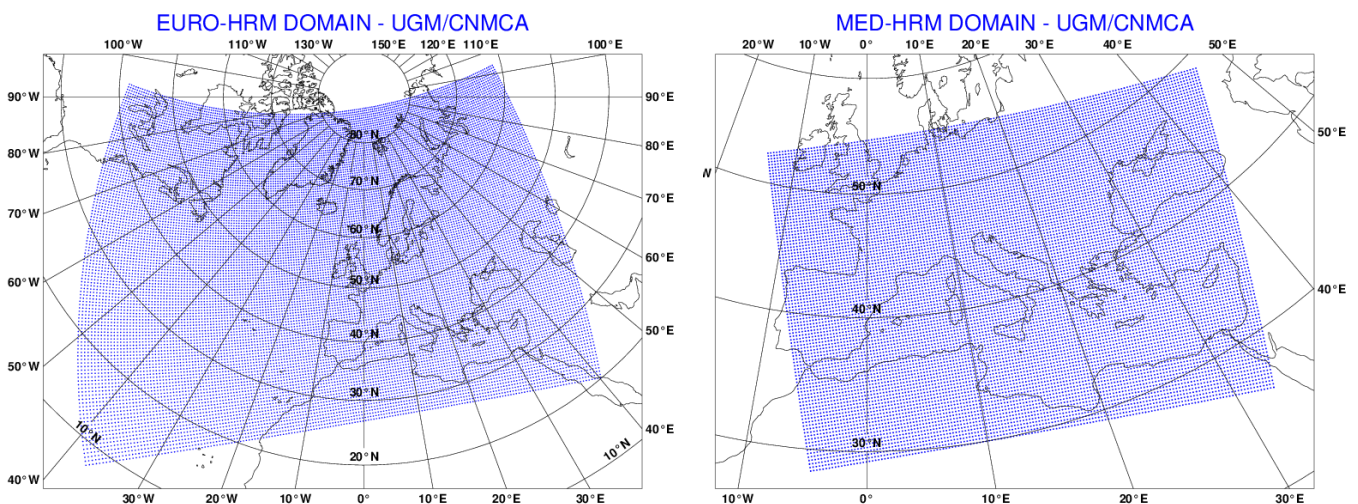 EURO-HRM DOMAIN - UGM/CNMCA
100°W 110°W 130°W 150°E 120°E 110°E 100°E
90°W 90°E
80°N
80°W 80°E
70°N
70°W 70°E
60°N
60°W 60°E
50°N
50°W 50°E
40°N
30°N
10°N 20°N 10°N
40°W 40°E
30°W 20°W 10°W 0° 10°E 20°E 30°E
MED-HRM DOMAIN - UGM/CNMCA
20°W 10°W 0° 10°E 20°E 30°E 40°E 50°E
50°E
W
50°N
40°E
40°N
30°N
10°W 0° 10°E 20°E 30°E